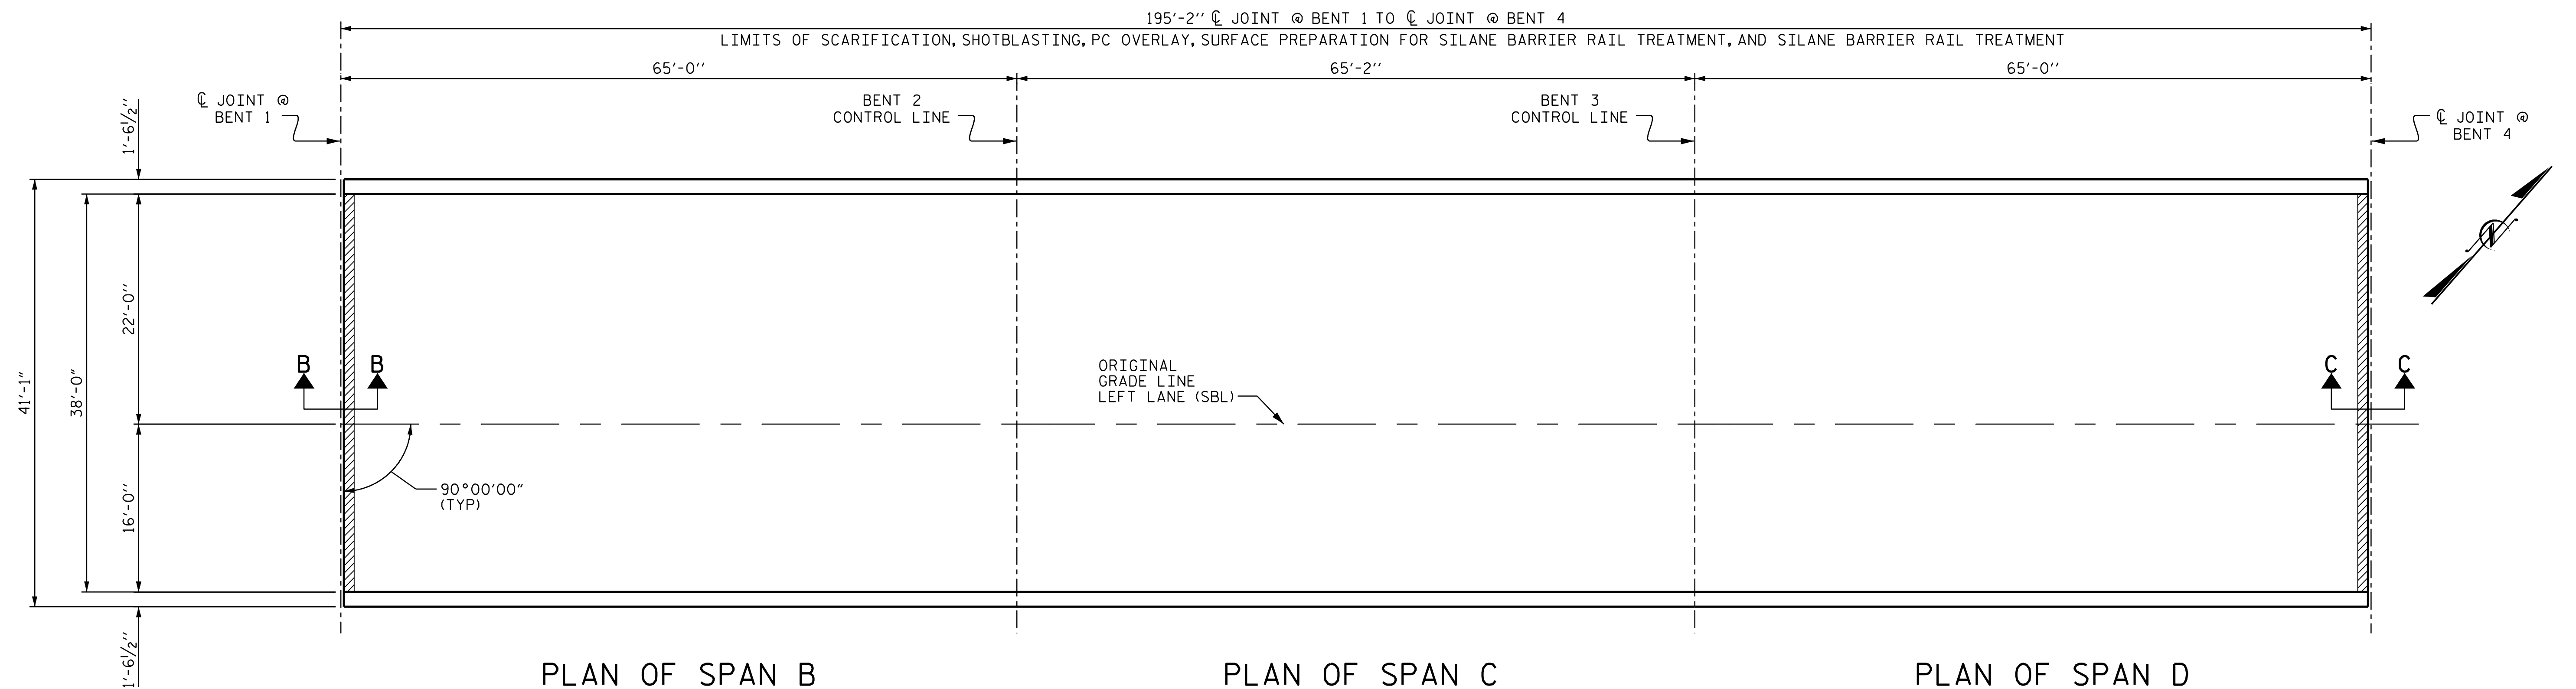 195'-2" ℄ JOINT @ BENT 1 TO ℄ JOINT @ BENT 4
LIMITS OF SCARIFICATION, SHOTBLASTING, PC OVERLAY, SURFACE PREPARATION FOR SILANE BARRIER RAIL TREATMENT, AND SILANE BARRIER RAIL TREATMENT
65'-0"
65'-2"
65'-0"
℄ JOINT @
BENT 1
BENT 2
CONTROL LINE
BENT 3
CONTROL LINE
℄ JOINT @
BENT 4
1'-6½"
22'-0"
41'-1"
38'-0"
16'-0"
1'-6½"
B
B
ORIGINAL
GRADE LINE
LEFT LANE (SBL)
C
C
90°00'00"
(TYP)
N
PLAN OF SPAN B
PLAN OF SPAN C
PLAN OF SPAN D